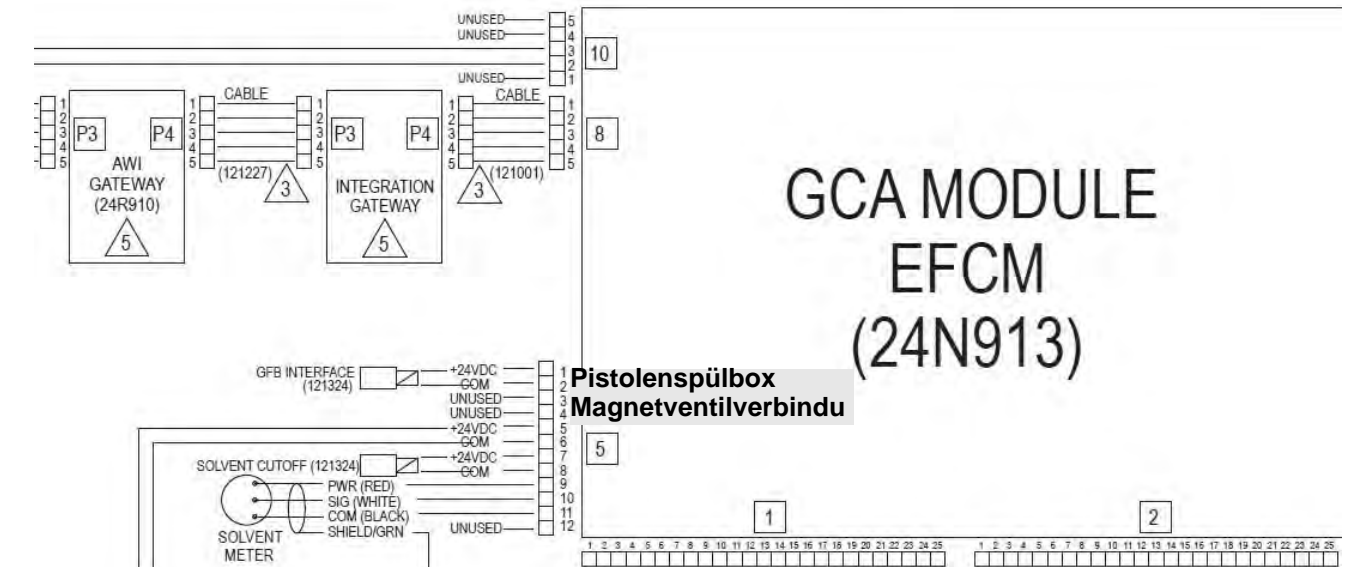 UNUSED 5
UNUSED 4
3
2
UNUSED 1
10
CABLE
CABLE
1 1 1 1 1
2 2 2 2 2
3 P3 P4 3 3 P3 P4 3 3 8
4 4 4 4 4
5 5 5 5 5
AWI
GATEWAY
(24R910)
5
(121227)
3
INTEGRATION
GATEWAY
5
(121001)
3
GCA MODULE
EFCM
(24N913)
GFB INTERFACE
(121324)
+24VDC 1
COM 2
UNUSED 3
UNUSED 4
+24VDC 5
COM 6
+24VDC 7
COM 8
9
10
11
UNUSED 12
Pistolenspülbox
Magnetventilverbindu
5
SOLVENT CUTOFF (121324)
PWR (RED)
SIG (WHITE)
COM (BLACK)
SHIELD/GRN
SOLVENT
METER
1
2
1 2 3 4 5 6 7 8 9 10 11 12 13 14 15 16 17 18 19 20 21 22 23 24 25
1 2 3 4 5 6 7 8 9 10 11 12 13 14 15 16 17 18 19 20 21 22 23 24 25